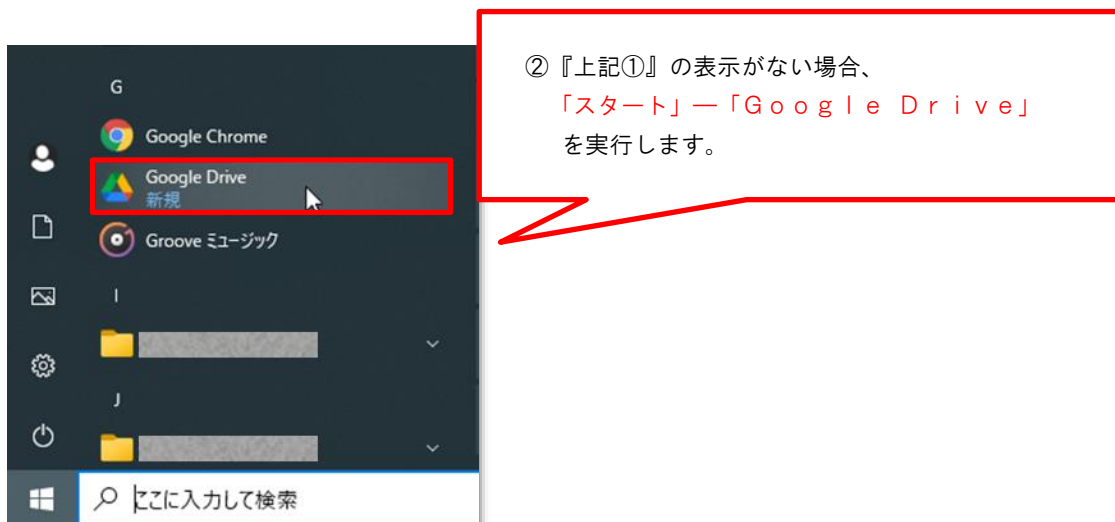 ②『上記①』の表示がない場合、
「スタート」―「Ｇｏｏｇｌｅ　Ｄｒｉｖｅ」
を実行します。
G
Google Chrome
Google Drive
新規
Groove ミュージック
I
J
ここに入力して検索